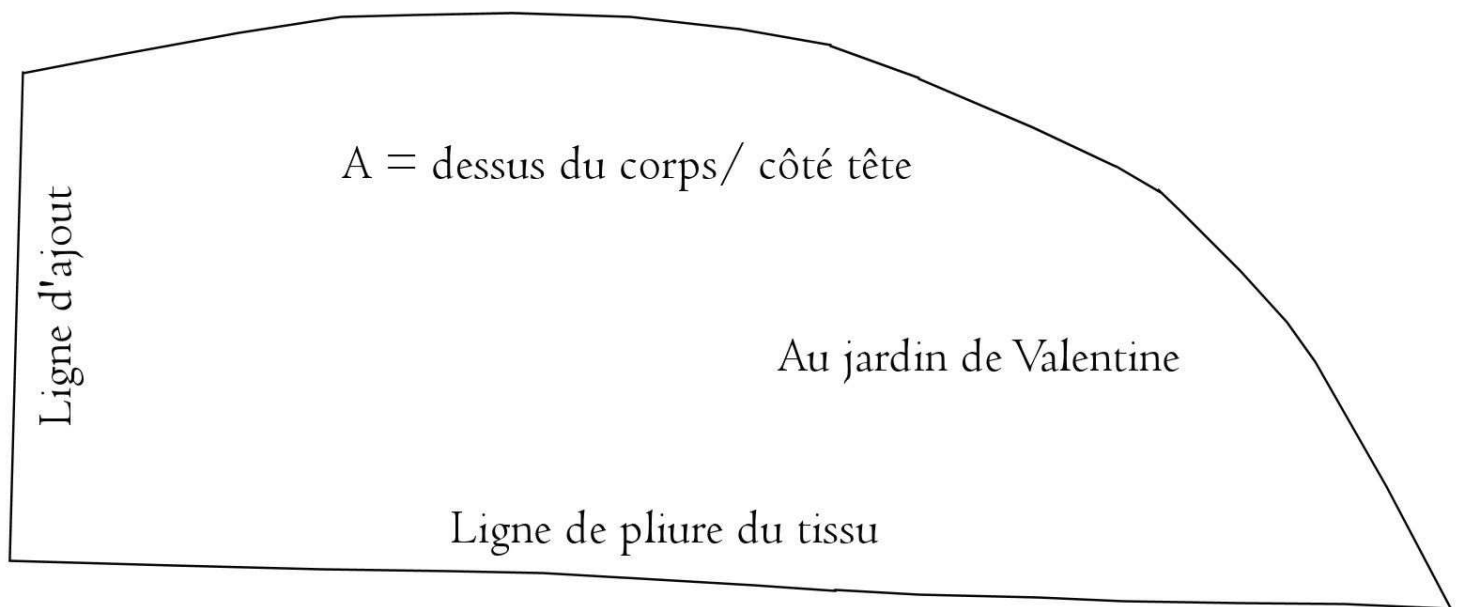 A = dessus du corps/ côté tête
Ligne d'ajout
Au jardin de Valentine
Ligne de pliure du tissu